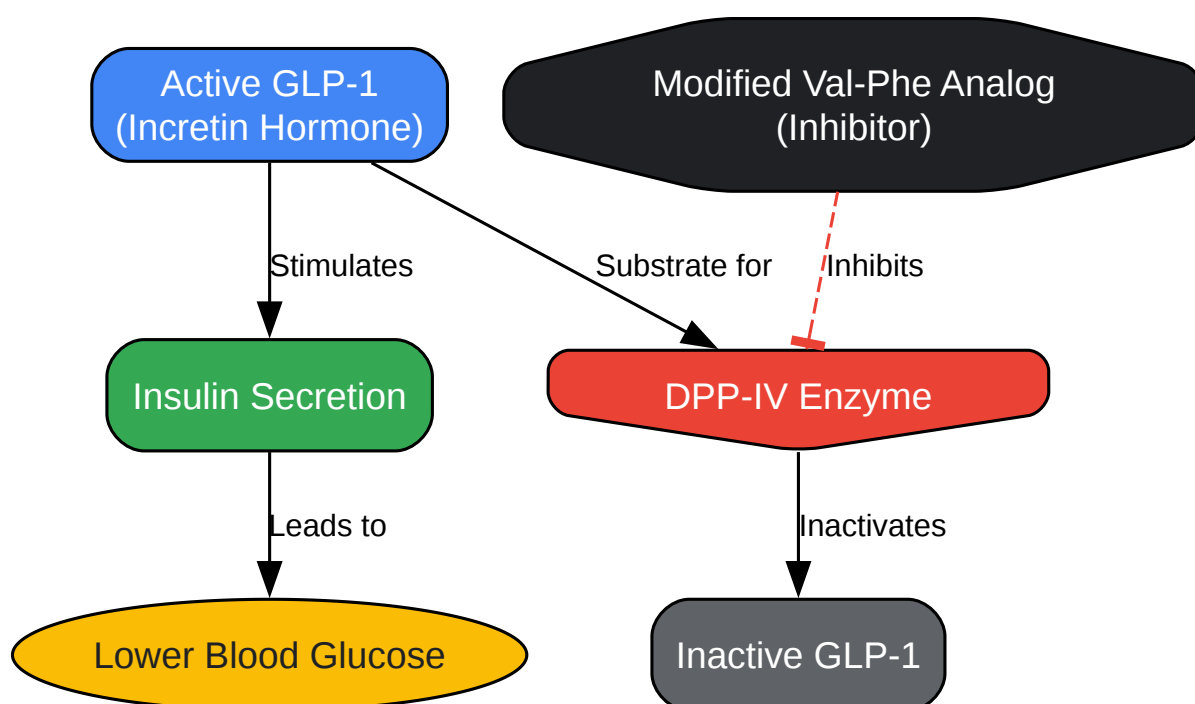 Active GLP-1
(Incretin Hormone)
Modified Val-Phe Analog
(Inhibitor)
Stimulates
Substrate for
Inhibits
Insulin Secretion
DPP-IV Enzyme
Leads to
Inactivates
Lower Blood Glucose
Inactive GLP-1